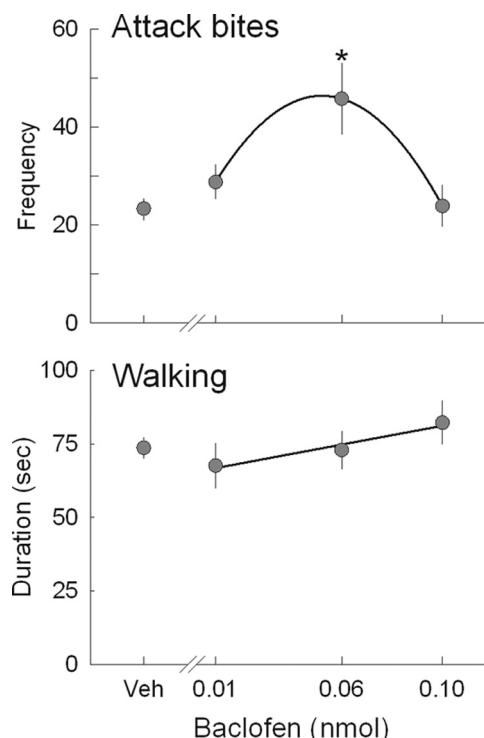 Attack bites
60
*
40
20
0
Frequency
Walking
100
75
50
25
0
Duration (sec)
Veh 0.01 0.06 0.10
Baclofen (nmol)